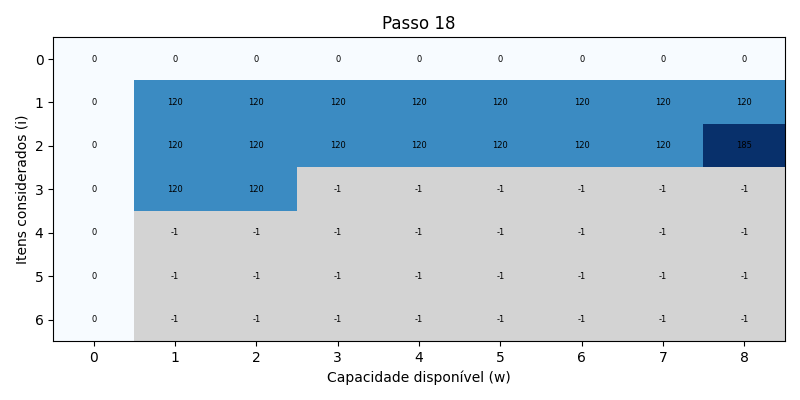 Passo 18
0 0 0 0 0 0 0 0 0 0
1 0 120 120 120 120 120 120 120 120
2 0 120 120 120 120 120 120 120 185
3 0 120 120 -1 -1 -1 -1 -1 -1
4 0 -1 -1 -1 -1 -1 -1 -1 -1
5 0 -1 -1 -1 -1 -1 -1 -1 -1
6 0 -1 -1 -1 -1 -1 -1 -1 -1
0 1 2 3 4 5 6 7 8
Itens considerados (i)
Capacidade disponível (w)